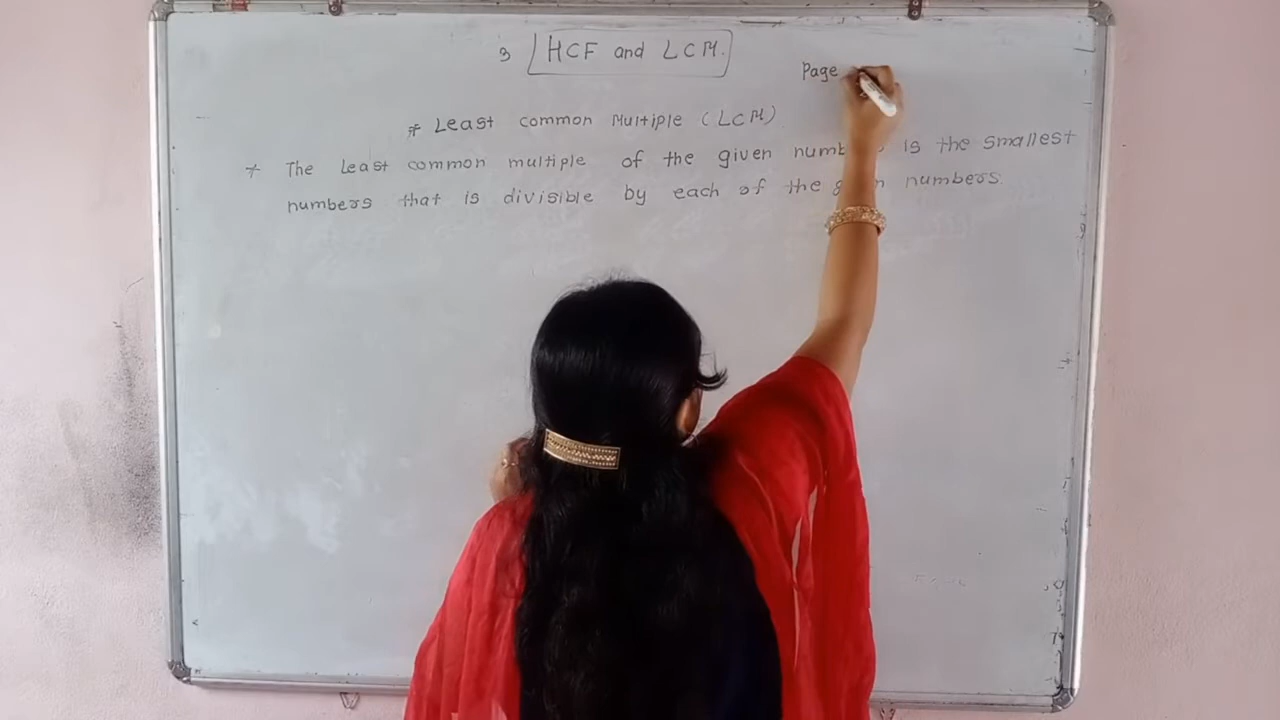 3 HCF and LCM.
Page
* Least common Multiple (LCM)
* The Least common multiple of the given is the smallest
numbers that is divisible by each of the numbers.